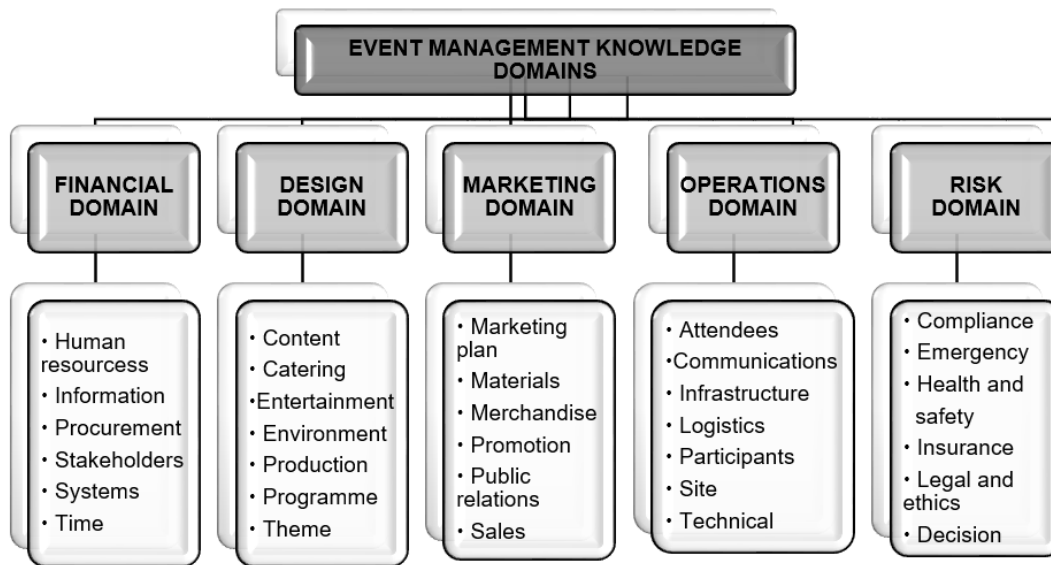 EVENT MANAGEMENT KNOWLEDGE
DOMAINS
FINANCIAL
DOMAIN
DESIGN
DOMAIN
MARKETING
DOMAIN
OPERATIONS
DOMAIN
RISK
DOMAIN
• Human
resourcess
• Information
• Procurement
• Stakeholders
• Systems
• Time
• Content
• Catering
•Entertainment
• Environment
• Production
• Programme
• Theme
• Marketing
plan
• Materials
• Merchandise
• Promotion
• Public
relations
• Sales
• Attendees
•Communications
• Infrastructure
• Logistics
• Participants
• Site
• Technical
• Compliance
• Emergency
• Health and
safety
• Insurance
• Legal and
ethics
• Decision